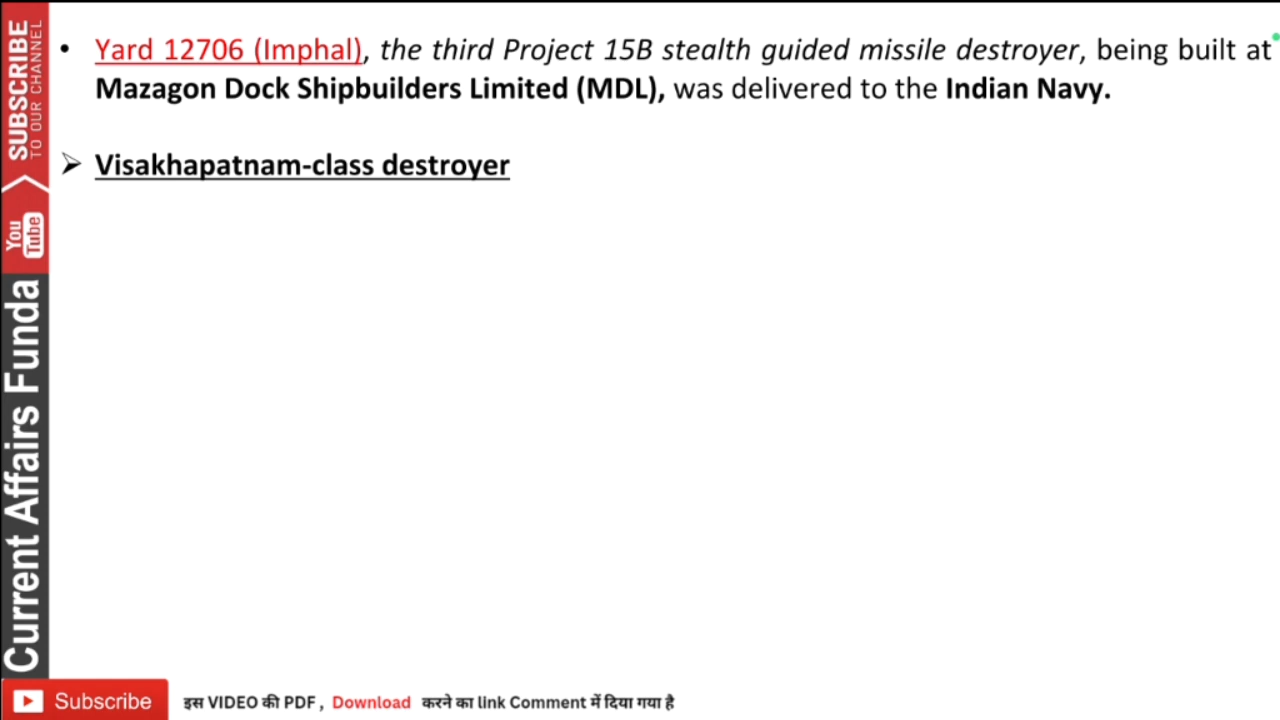 • Yard 12706 (Imphal), the third Project 15B stealth guided missile destroyer, being built at
Mazagon Dock Shipbuilders Limited (MDL), was delivered to the Indian Navy.
➢ Visakhapatnam-class destroyer
SUBSCRIBE
TO OUR CHANNEL
You Tube
Current Affairs Funda
Subscribe
इस VIDEO की PDF , Download करने का link Comment में दिया गया है